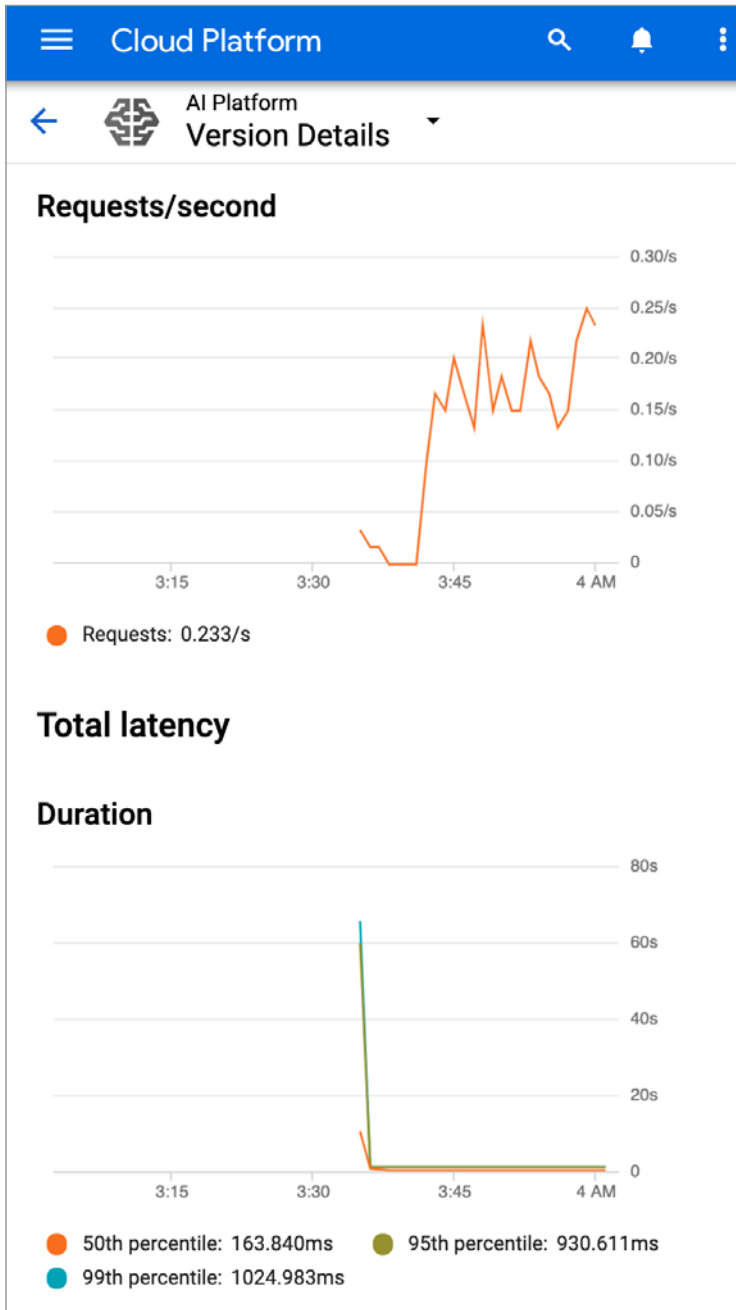 Cloud Platform
AI Platform
Version Details
Requests/second
0.30/s
0.25/s
0.20/s
0.15/s
0.10/s
0.05/s
0
3:15 3:30 3:45 4 AM
Requests: 0.233/s
Total latency
Duration
80s
60s
40s
20s
0
3:15 3:30 3:45 4 AM
50th percentile: 163.840ms 95th percentile: 930.611ms
99th percentile: 1024.983ms